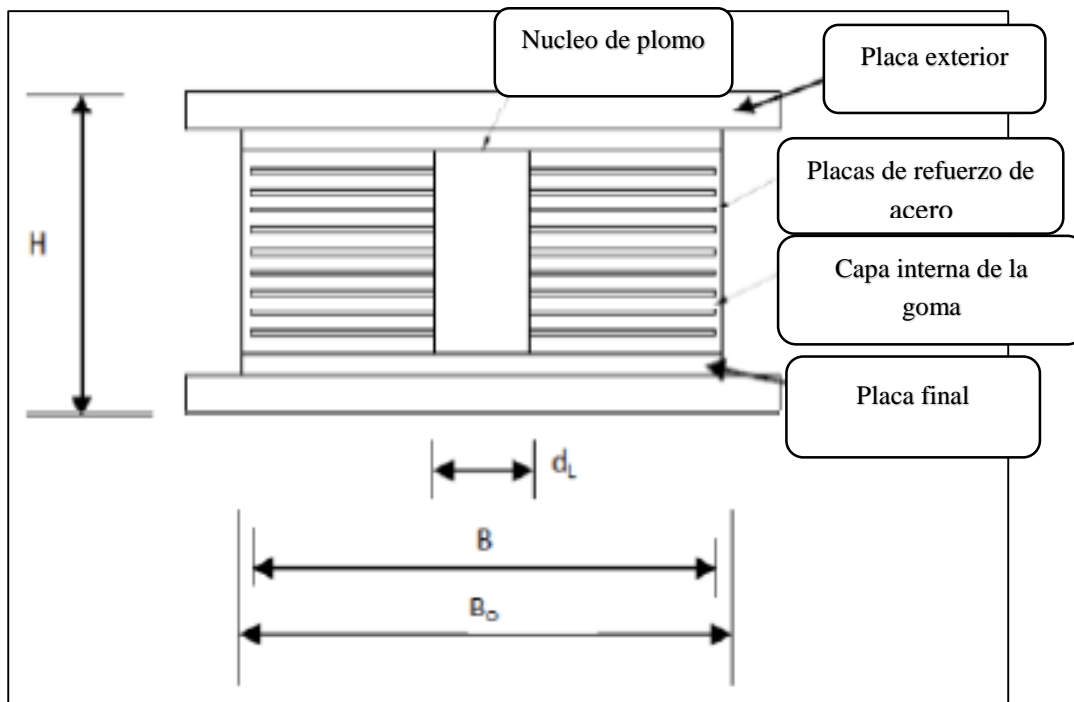 Nucleo de plomo
Placa exterior
Placas de refuerzo de
acero
Capa interna de la
goma
Placa final
H
dL
B
Bo